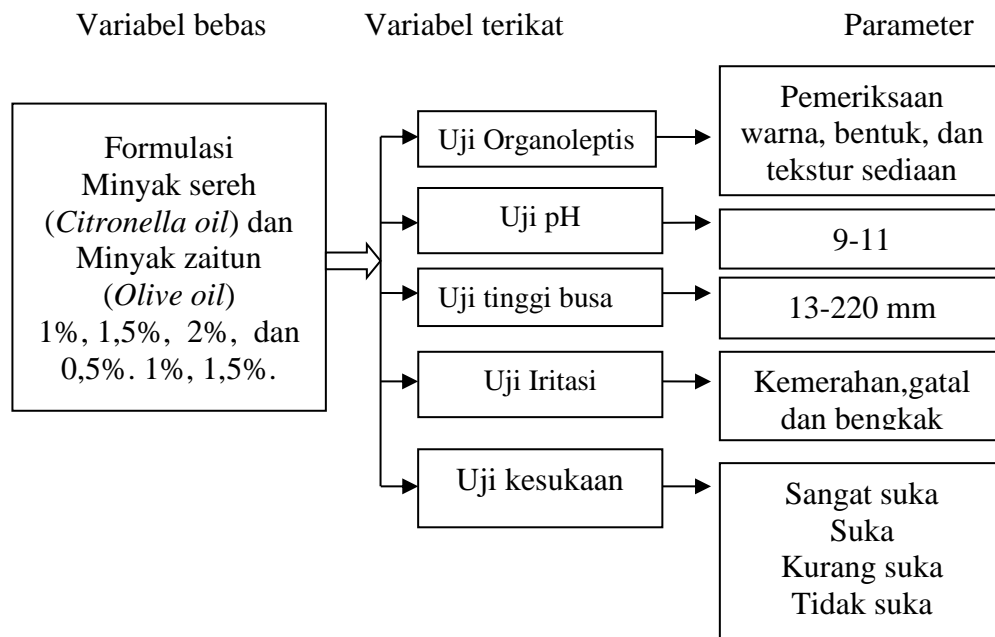 Variabel bebas
Variabel terikat
Parameter
Formulasi
Minyak sereh
(Citronella oil) dan
Minyak zaitun
(Olive oil)
1%, 1,5%, 2%, dan
0,5%. 1%, 1,5%.
Uji Organoleptis
Pemeriksaan
warna, bentuk, dan
tekstur sediaan
Uji pH
9-11
Uji tinggi busa
13-220 mm
Uji Iritasi
Kemerahan,gatal
dan bengkak
Uji kesukaan
Sangat suka
Suka
Kurang suka
Tidak suka